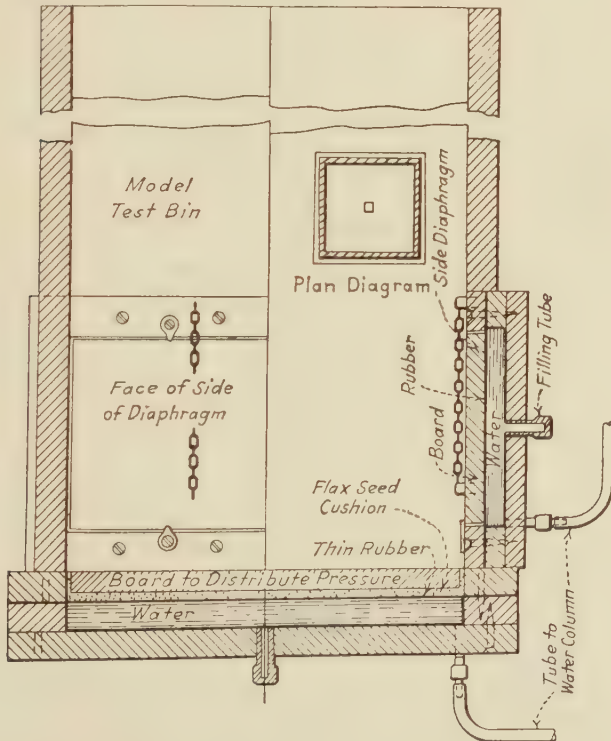 Model
Test Bin
Plan Diagram
Side Diaphragm
Face of Side
of Diaphragm
Rubber
Board
Water
Filling Tube
Flax Seed
Cushion
Thin Rubber
Board to Distribute Pressure
Water
Tube to
Water Column